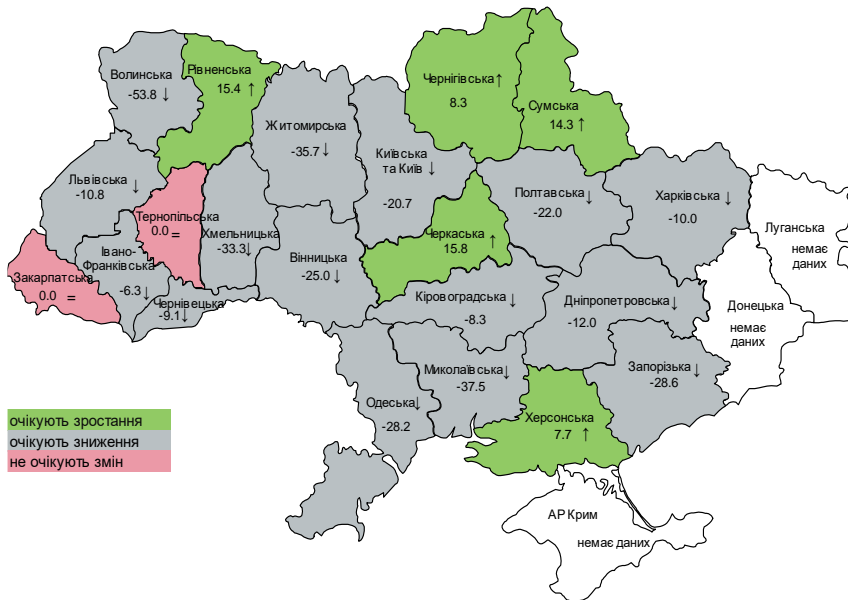 Волинська
-53.8 ↓
Рівненська
15.4 ↑
Житомирська
-35.7 ↓
Київська
та Київ ↓
-20.7
Чернігівська ↑
8.3
Сумська
14.3 ↑
Львівська ↓
-10.8
Тернопільська
0.0 =
Хмельницька
-33.3 ↓
Вінницька
-25.0 ↓
Черкаська
15.8 ↑
Полтавська ↓
-22.0
Харківська ↓
-10.0
Луганська
немає
даних
Закарпатська
0.0 =
Івано-
Франківська
-6.3 ↓
Чернівецька
-9.1 ↓
Кіровоградська ↓
-8.3
Дніпропетровська ↓
-12.0
Донецька
немає
даних
Одеська ↓
-28.2
Миколаївська ↓
-37.5
Запорізька ↓
-28.6
Херсонська
7.7 ↑
АР Крим
немає даних
очікують зростання
очікують зниження
не очікують змін